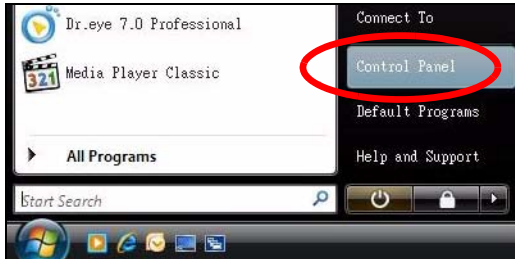 Dr.eye 7.0 Professional
Media Player Classic
321
All Programs
Start Search
Connect To
Control Panel
Default Programs
Help and Support